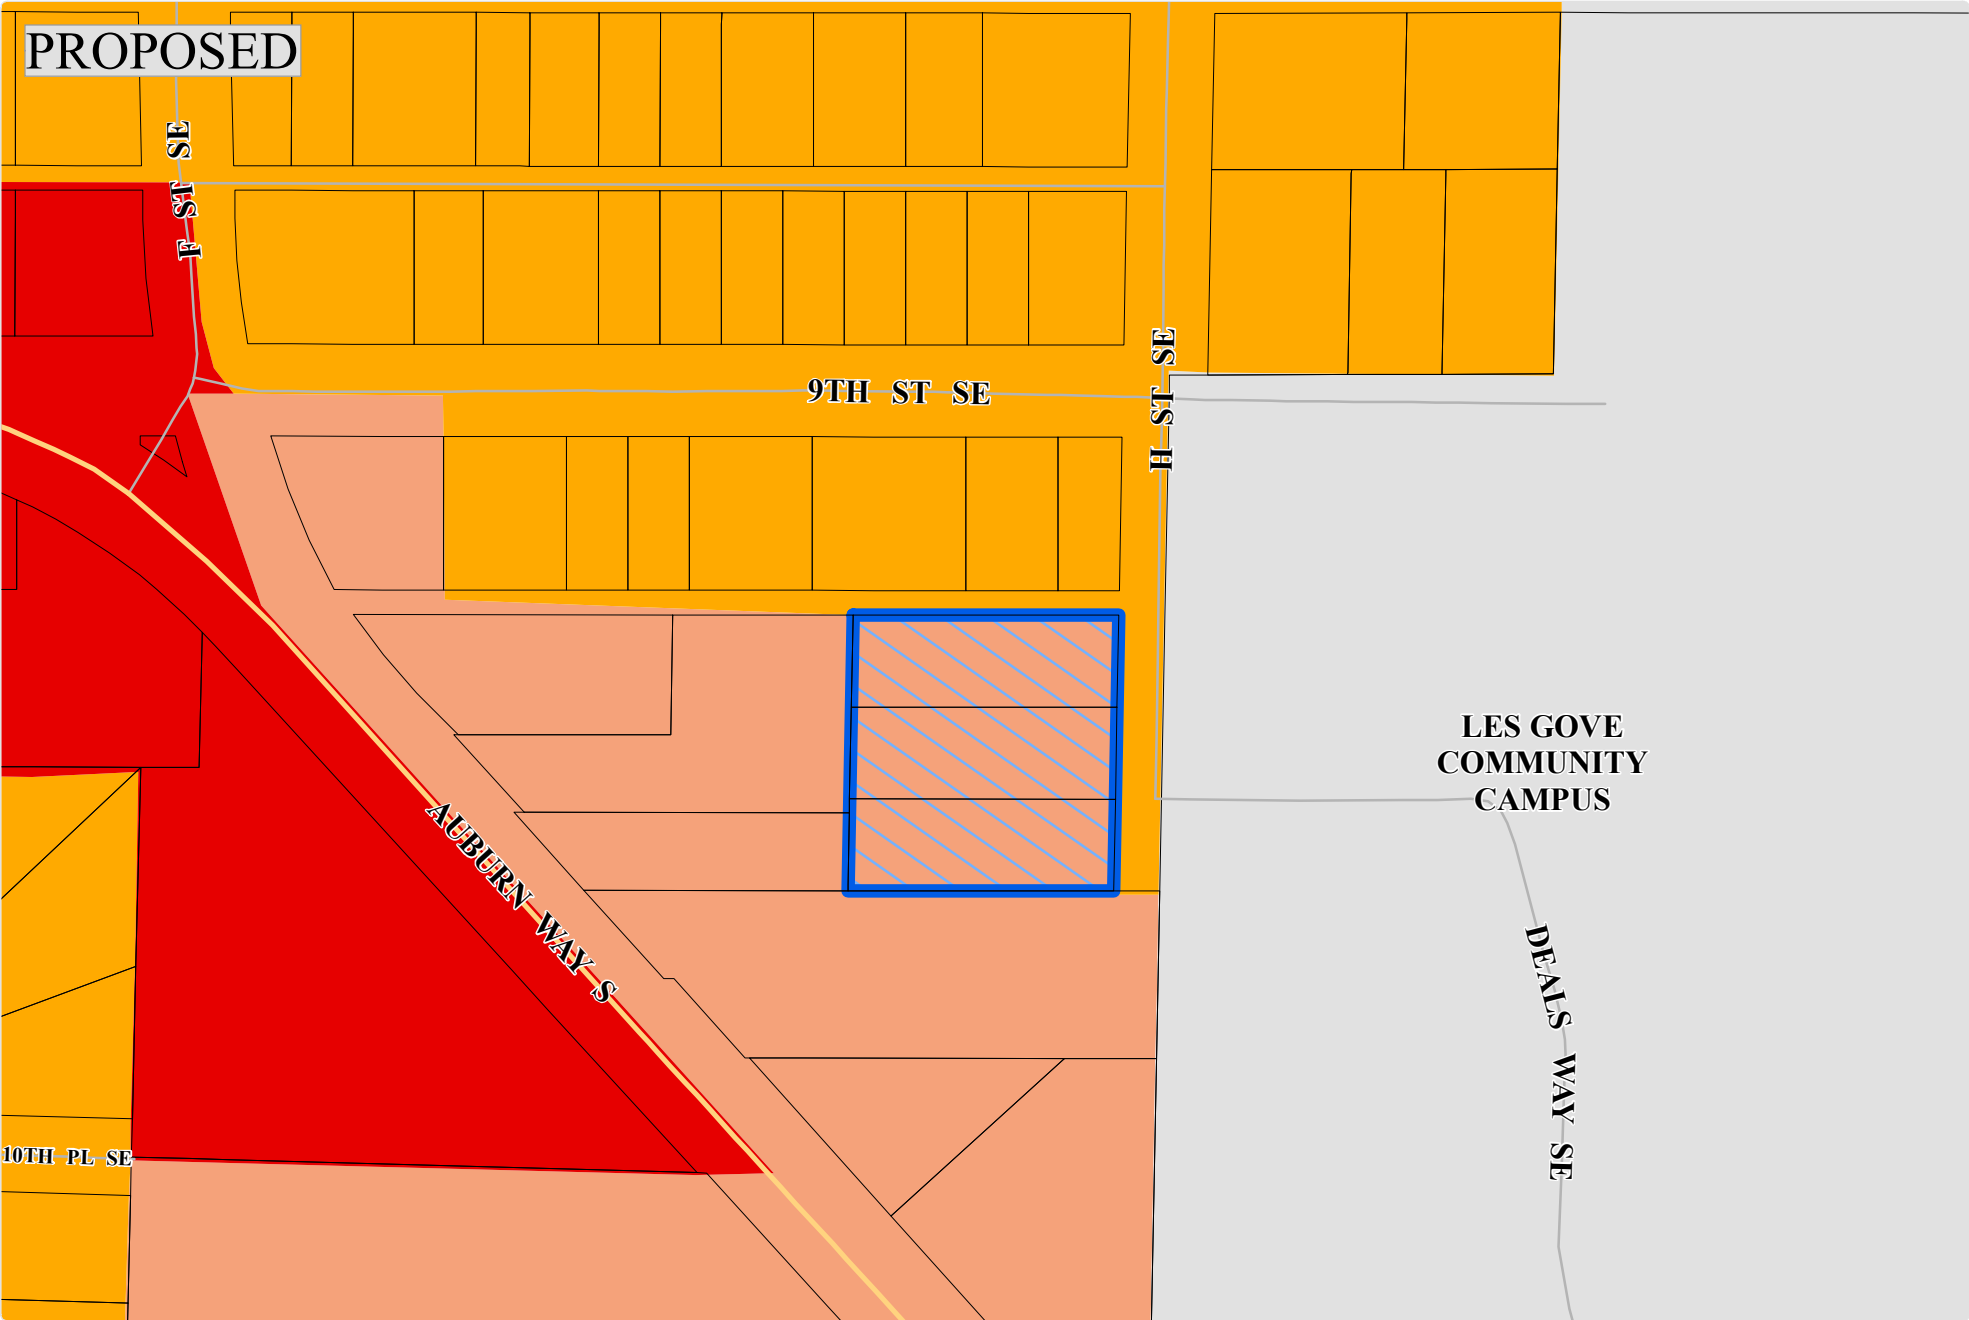 PROPOSED
F ST SE
9TH ST SE
H ST SE
LES GOVE
COMMUNITY
CAMPUS
AUBURN WAY S
DEALS WAY SE
10TH PL SE